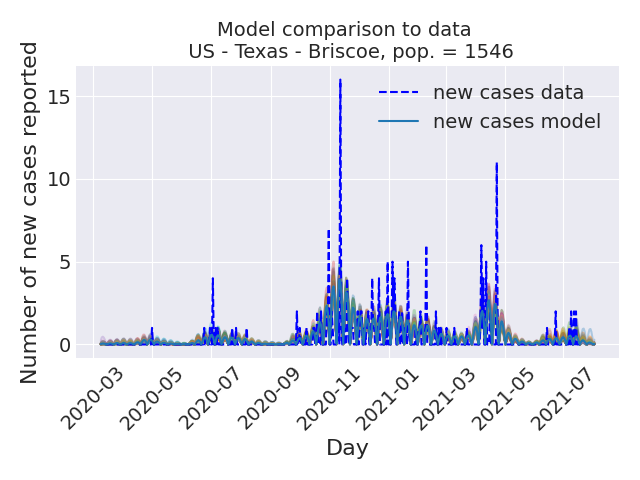 Model comparison to data
US - Texas - Briscoe, pop. = 1546
Number of new cases reported
15
10
5
0
new cases data
new cases model
2020-03
2020-05
2020-07
2020-09
2020-11
2021-01
2021-03
2021-05
2021-07
Day